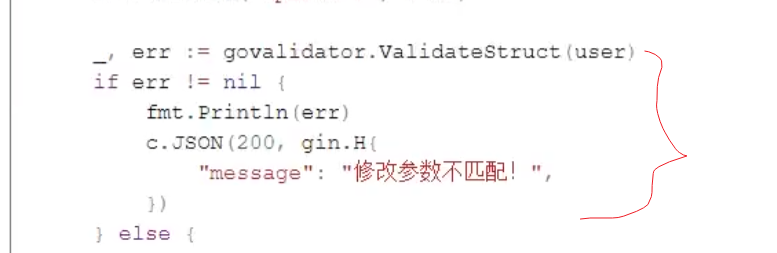 _, err := govalidator.ValidateStruct(user)
if err != nil {
fmt.Println(err)
c.JSON(200, gin.H{
"message": "修改参数不匹配！",
})
} else {